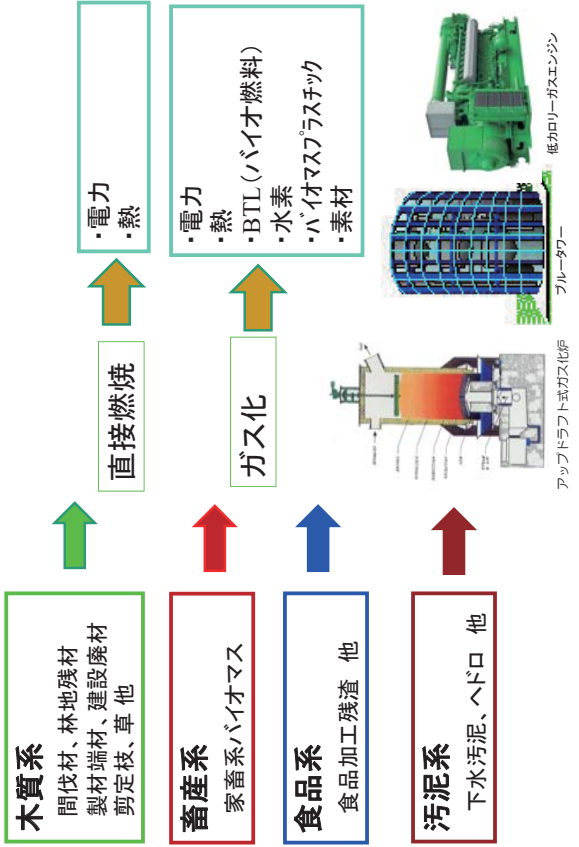 木質系
間伐材、林地残材
製材端材、建設廃材
剪定枝、草 他
畜産系
家畜系バイオマス
食品系
食品加工残渣 他
汚泥系
下水汚泥、ヘドロ 他
直接燃焼
ガス化
・電力
・熱
・電力
・熱
・BTL(バイオ燃料)
・水素
・バイオマスプラスチック
・素材
アップドラフト式ガス化炉
ブルータワー
低カロリーガスエンジン